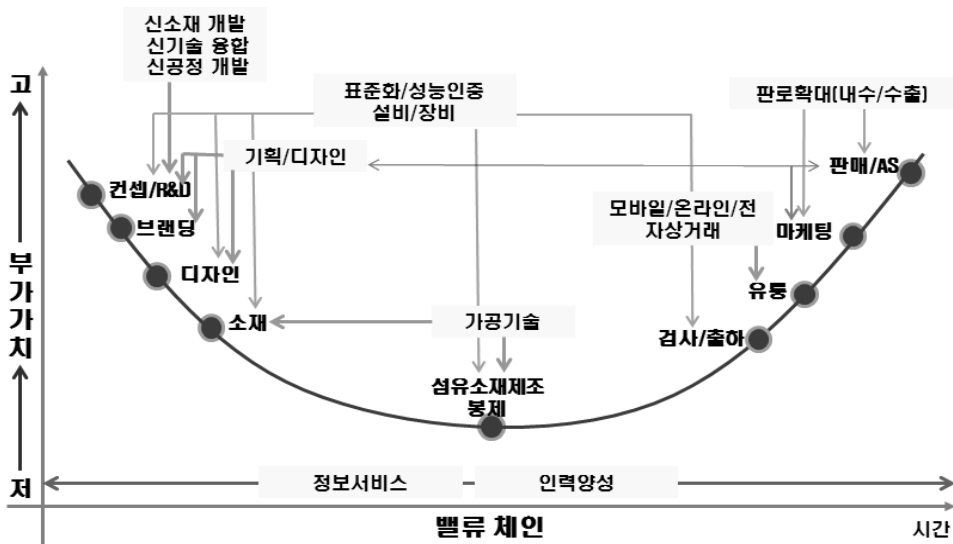 신소재 개발
신기술 융합
신공정 개발
고
표준화/성능인증
설비/장비
판로확대(내수/수출)
기획/디자인
판매/AS
컨셉/R&D
모바일/온라인/전
자상거래
브랜딩
마케팅
디자인
유통
부가가치
소재
가공기술
검사/출하
섬유소재제조
봉제
저
정보서비스
인력양성
밸류 체인
시간